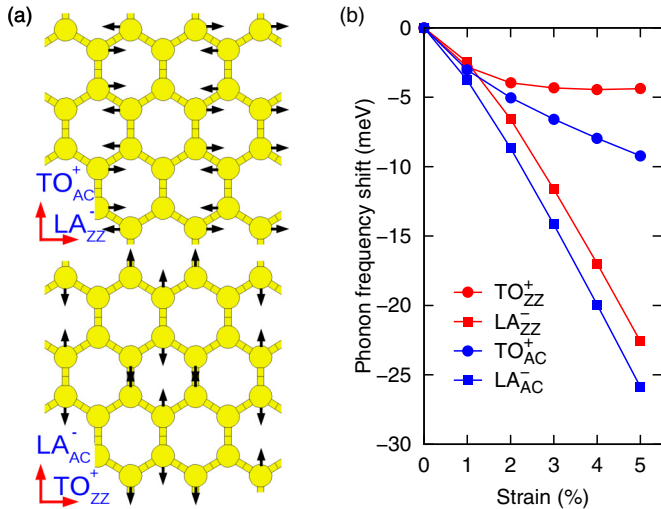 (a)
TO+AC
LA-ZZ
LA-AC
TO+ZZ
(b)
Phonon frequency shift (meV)
0
−5
−10
−15
−20
−25
−30
TO+ZZ
LA−ZZ
TO+AC
LA−AC
0 1 2 3 4 5
Strain (%)